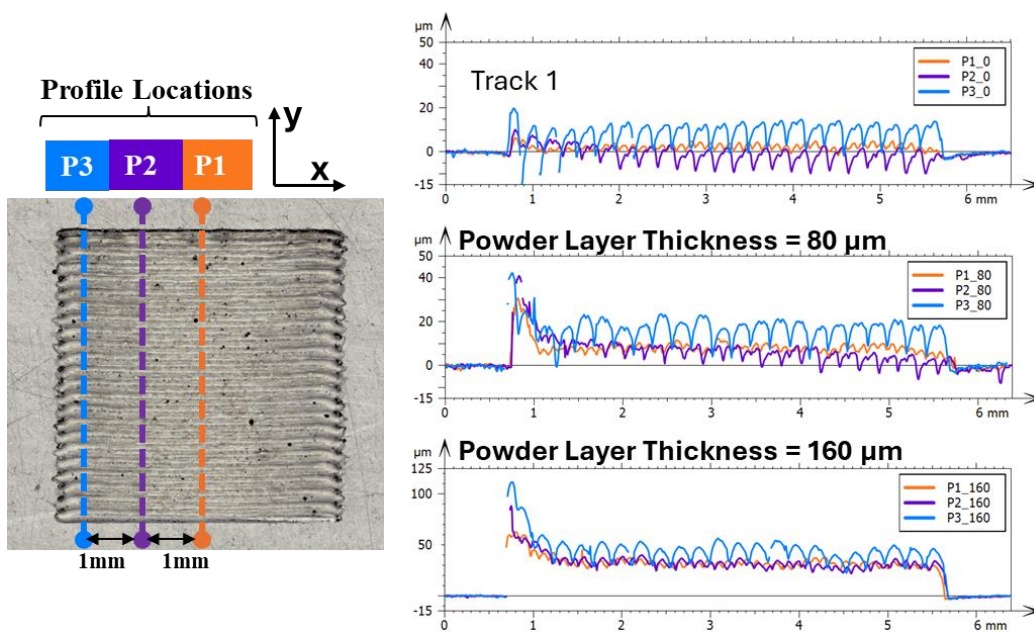 Profile Locations
P3 P2 P1
y
x
1mm 1mm
µm
50
40
20
0
-15
Track 1
P1_0
P2_0
P3_0
0 1 2 3 4 5 6 mm
Powder Layer Thickness = 80 µm
µm
50
40
20
0
-15
P1_80
P2_80
P3_80
0 1 2 3 4 5 6 mm
Powder Layer Thickness = 160 µm
µm
125
100
50
-15
P1_160
P2_160
P3_160
0 1 2 3 4 5 6 mm